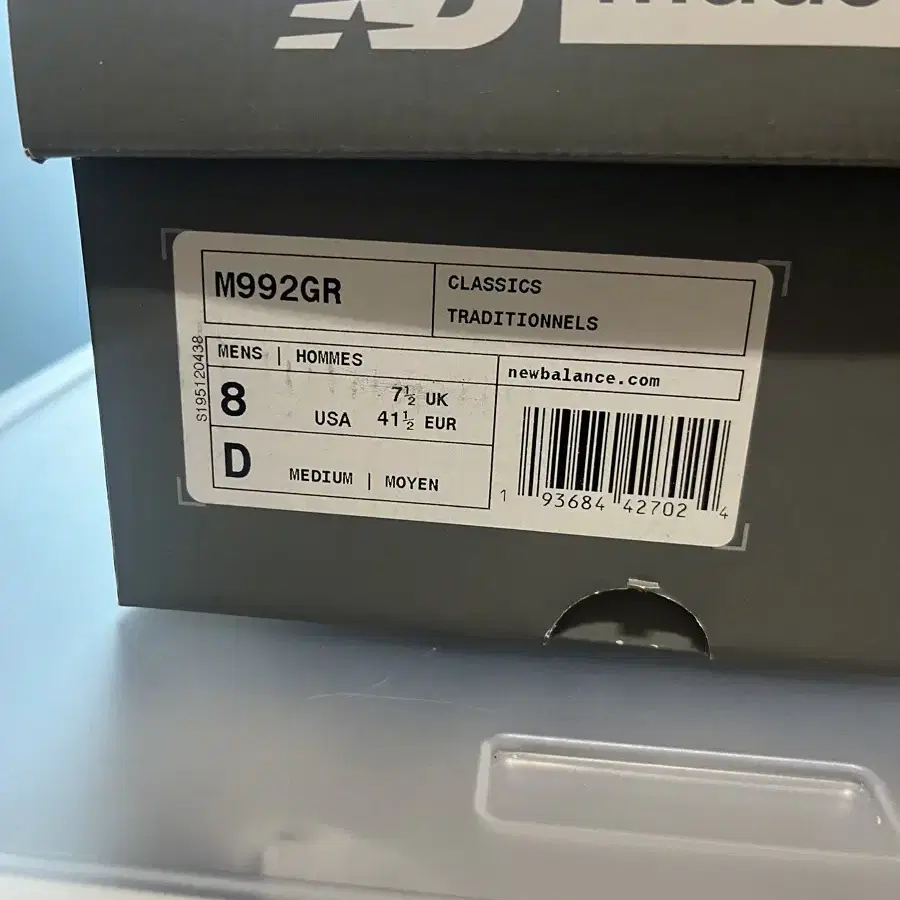 M992GR
CLASSICS
TRADITIONNELS
S195120438
MENS | HOMMES
8
7½ UK
USA 41½ EUR
D
MEDIUM | MOYEN
newbalance.com
1 93684 42702 4